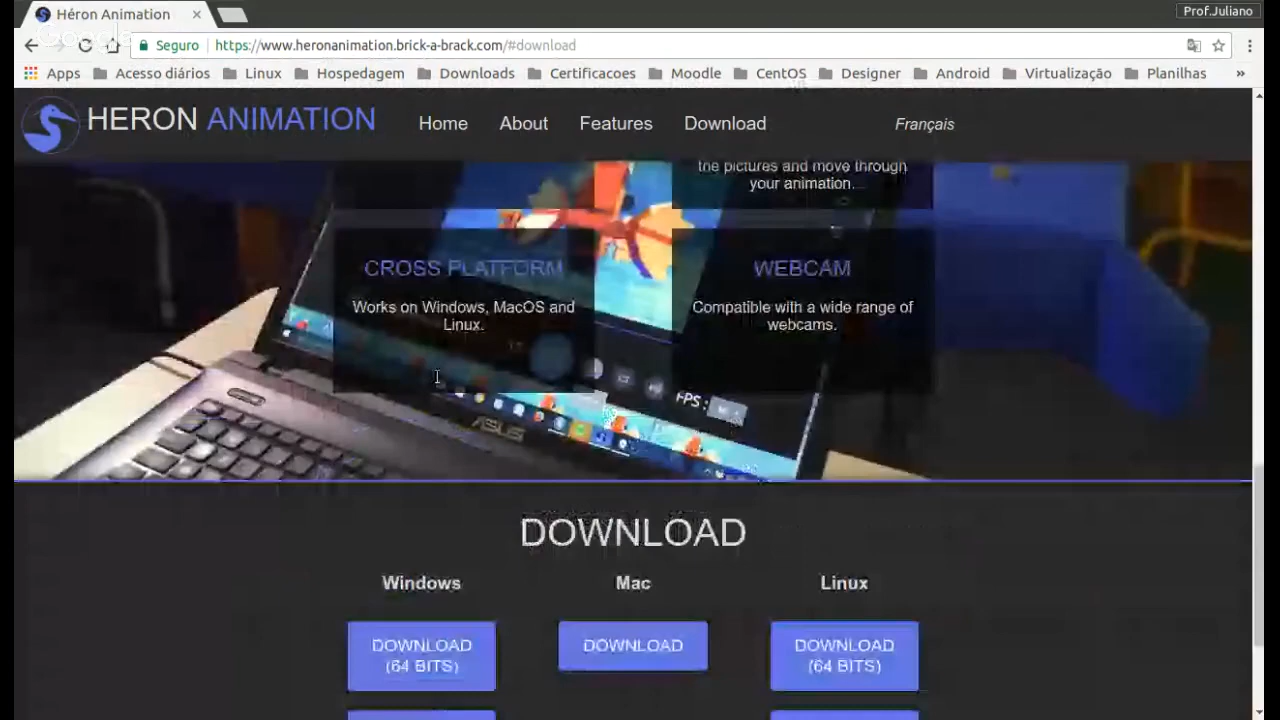 Héron Animation
Prof.Juliano
Google
Seguro
https://www.heronanimation.brick-a-brack.com/#download
Apps
Acesso diários
Linux
Hospedagem
Downloads
Certificacoes
Moodle
CentOS
Designer
Android
Virtualização
Planilhas
»
HERON ANIMATION
Home
About
Features
Download
Français
the pictures and move through
your animation.
CROSS PLATFORM
Works on Windows, MacOS and
Linux.
WEBCAM
Compatible with a wide range of
webcams.
FPS :
ASUS
DOWNLOAD
Windows
Mac
Linux
DOWNLOAD
(64 BITS)
DOWNLOAD
DOWNLOAD
(64 BITS)